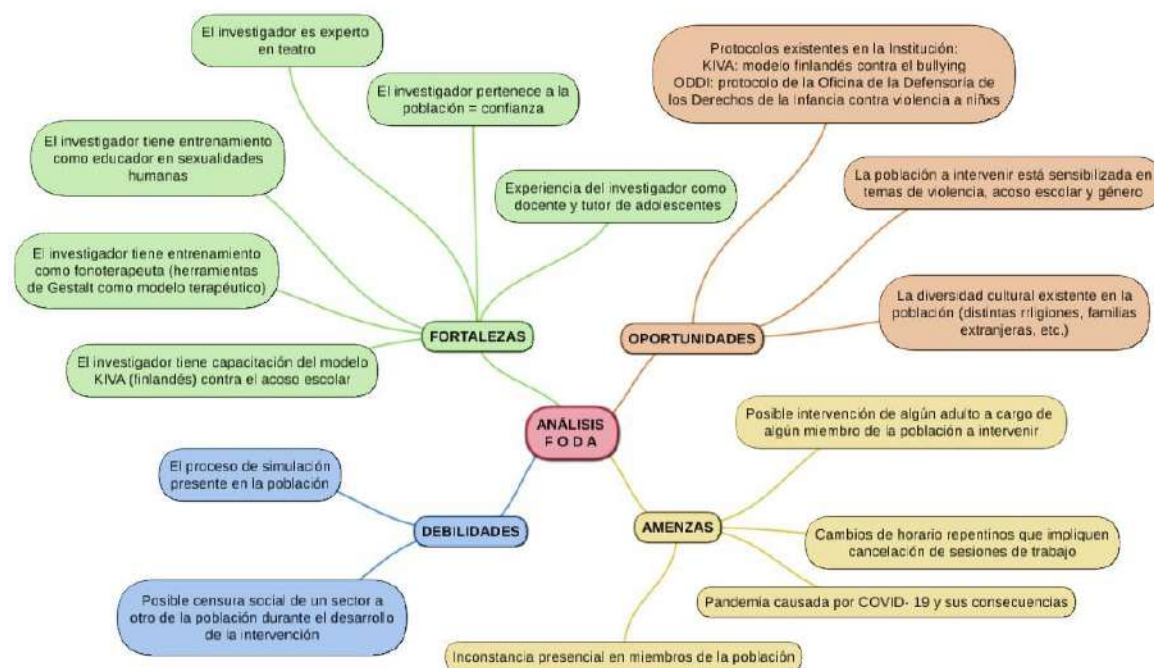 El investigador es experto
en teatro
El investigador pertenece a la
población = confianza
El investigador tiene entrenamiento
como educador en sexualidades
humanas
Experiencia del investigador como
docente y tutor de adolescentes
El investigador tiene entrenamiento
como fonoterapeuta (herramientas
de Gestalt como modelo terapéutico)
El investigador tiene capacitación del modelo
KIVA (finlandés) contra el acoso escolar
FORTALEZAS
Protocolos existentes en la Institución:
KIVA: modelo finlandés contra el bullying
ODDI: protocolo de la Oficina de la Defensoría de
los Derechos de la Infancia contra violencia a niñxs
La población a intervenir está sensibilizada en
temas de violencia, acoso escolar y género
La diversidad cultural existente en la
población (distintas rrligiones, familias
extranjeras, etc.)
OPORTUNIDADES
ANÁLISIS
F O D A
El proceso de simulación
presente en la población
DEBILIDADES
Posible censura social de un sector a
otro de la población durante el desarrollo
de la intervención
Posible intervención de algún adulto a cargo de
algún miembro de la población a intervenir
AMENZAS
Cambios de horario repentinos que impliquen
cancelación de sesiones de trabajo
Pandemía causada por COVID- 19 y sus consecuencias
Inconstancia presencial en miembros de la población